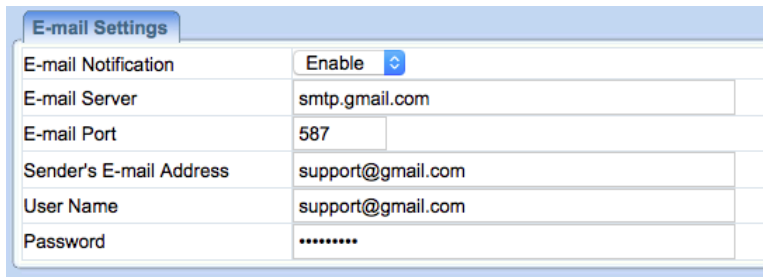 E-mail Settings
E-mail Notification Enable
E-mail Server smtp.gmail.com
E-mail Port 587
Sender's E-mail Address support@gmail.com
User Name support@gmail.com
Password •••••••••